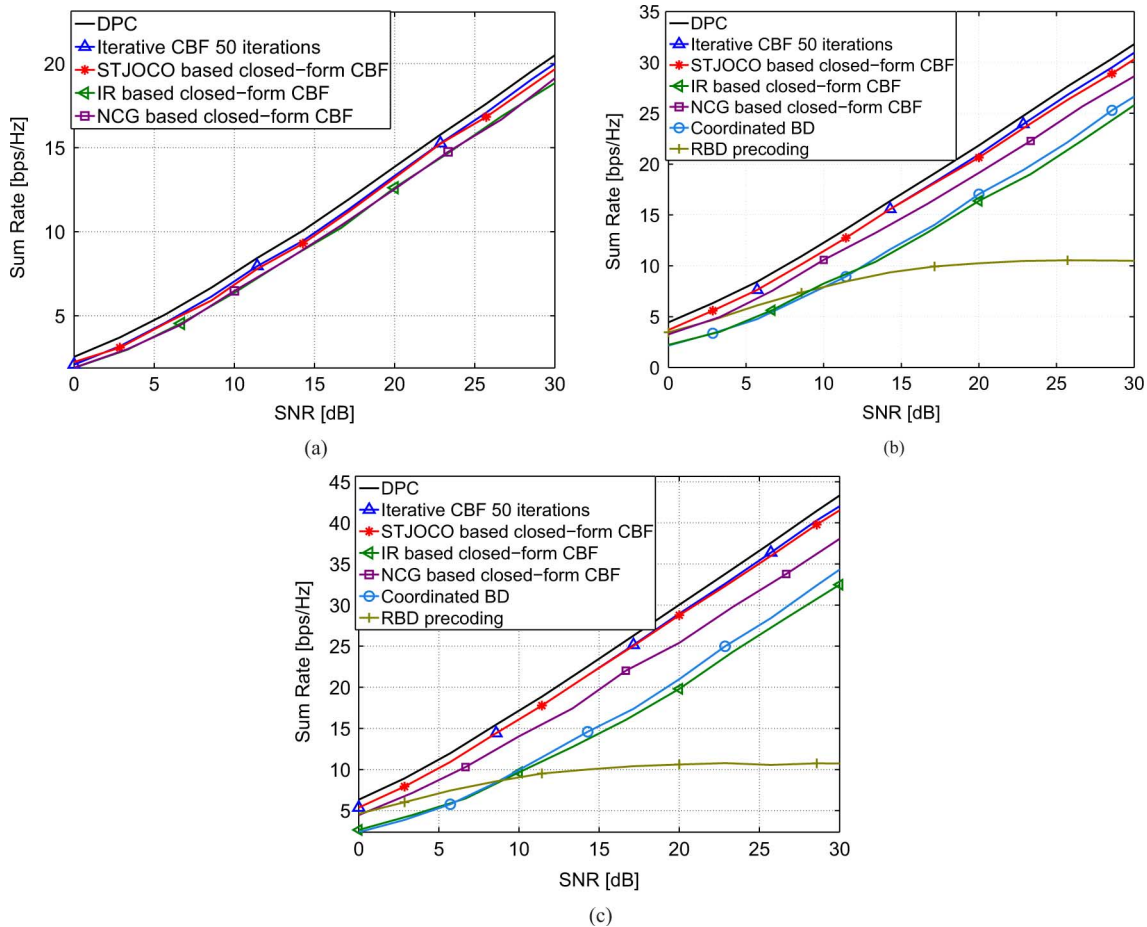 DPC
Iterative CBF 50 iterations
STJOCO based closed−form CBF
IR based closed−form CBF
NCG based closed−form CBF
20
15
10
5
Sum Rate [bps/Hz]
0 5 10 15 20 25 30
SNR [dB]
(a)
35
30
25
20
15
10
5
0
Sum Rate [bps/Hz]
DPC
Iterative CBF 50 iterations
STJOCO based closed−form CBF
IR based closed−form CBF
NCG based closed−form CBF
Coordinated BD
RBD precoding
0 5 10 15 20 25 30
SNR [dB]
(b)
45
40
35
30
25
20
15
10
5
Sum Rate [bps/Hz]
DPC
Iterative CBF 50 iterations
STJOCO based closed−form CBF
IR based closed−form CBF
NCG based closed−form CBF
Coordinated BD
RBD precoding
0 5 10 15 20 25 30
SNR [dB]
(c)